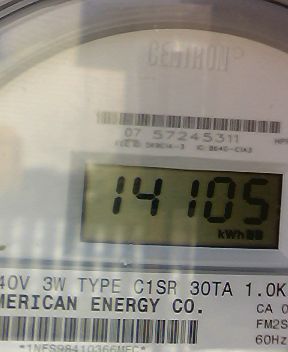 CENTRON
07 57245311
14105
kWh
40V 3W TYPE C1SR 30TA 1.0K
MERICAN ENERGY CO.
CA 0
FM2S
60Hz